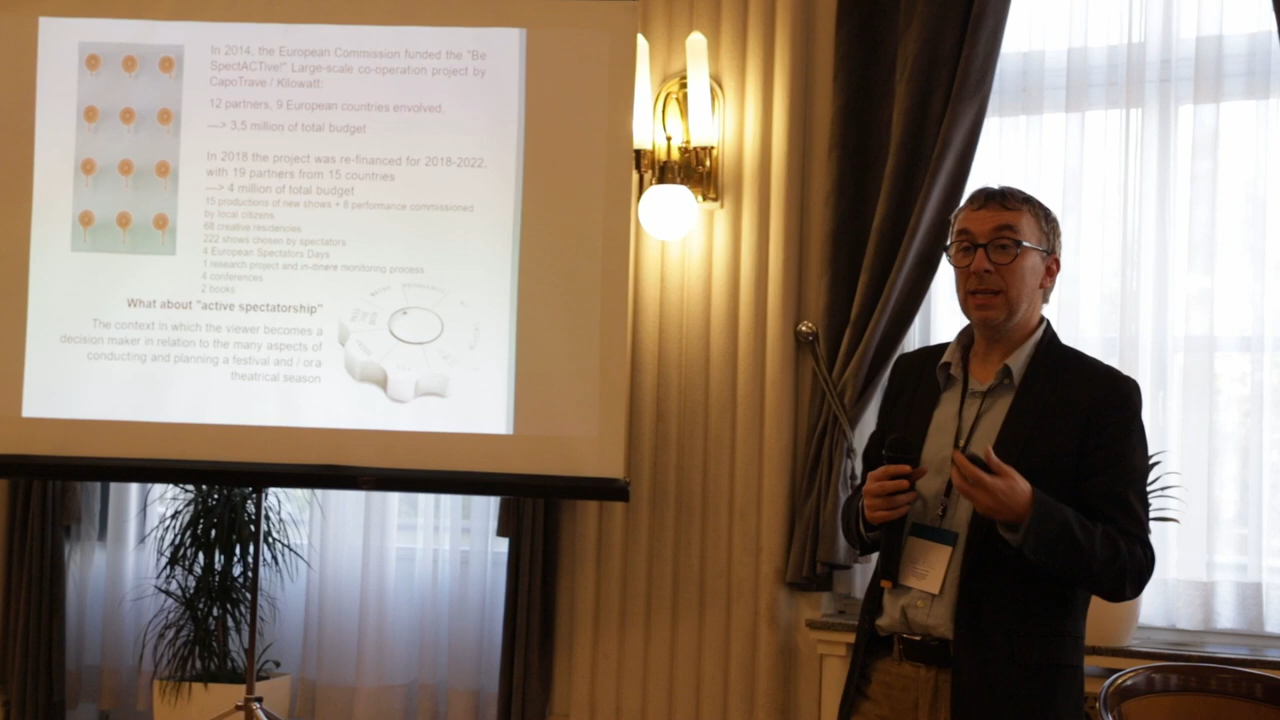 In 2014, the European Commission funded the "Be
SpectACTive!" Large-scale co-operation project by
CapoTrave / Kilowatt:
12 partners, 9 European countries envolved.
—> 3,5 million of total budget
In 2018 the project was re-financed for 2018-2022,
with 19 partners from 15 countries
—> 4 million of total budget
15 productions of new shows + 8 performance commissioned
by local citizens
68 creative residencies
222 shows chosen by spectators
4 European Spectators Days
1 research project and in-itinere monitoring process
4 conferences
2 books
What about "active spectatorship"
The context in which the viewer becomes a
decision maker in relation to the many aspects of
conducting and planning a festival and / or a
theatrical season